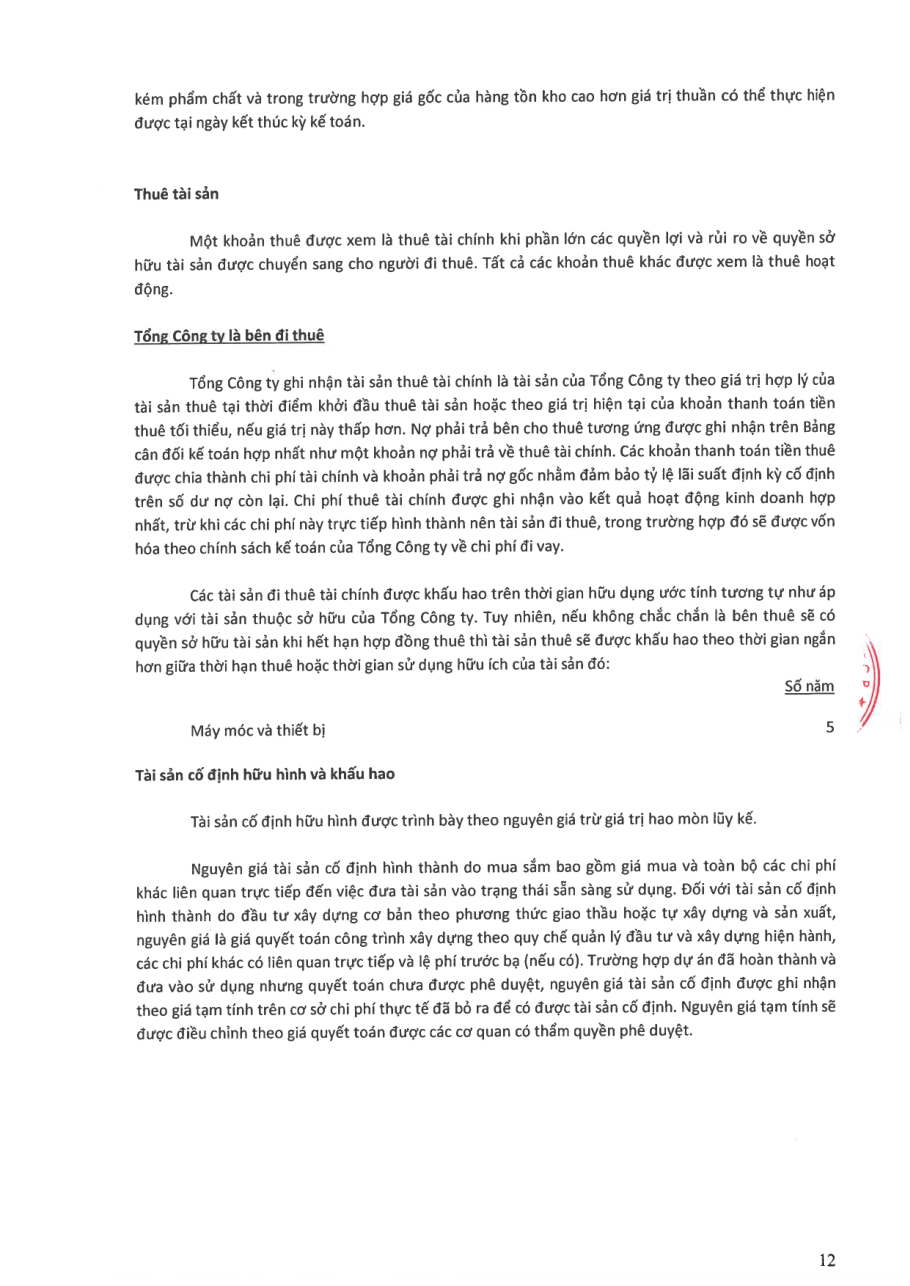 kém phẩm chất và trong trường hợp giá gốc của hàng tồn kho cao hơn giá trị thuần có thể thực hiện
được tại ngày kết thúc kỳ kế toán.
Thuê tài sản
Một khoản thuê được xem là thuê tài chính khi phần lớn các quyền lợi và rủi ro về quyền sở
hữu tài sản được chuyển sang cho người đi thuê. Tất cả các khoản thuê khác được xem là thuê hoạt
động.
Tổng Công ty là bên đi thuê
Tổng Công ty ghi nhận tài sản thuê tài chính là tài sản của Tổng Công ty theo giá trị hợp lý của
tài sản thuê tại thời điểm khởi đầu thuê tài sản hoặc theo giá trị hiện tại của khoản thanh toán tiền
thuê tối thiểu, nếu giá trị này thấp hơn. Nợ phải trả bên cho thuê tương ứng được ghi nhận trên Bảng
cân đối kế toán hợp nhất như một khoản nợ phải trả về thuê tài chính. Các khoản thanh toán tiền thuê
được chia thành chi phí tài chính và khoản phải trả nợ gốc nhằm đảm bảo tỷ lệ lãi suất định kỳ cố định
trên số dư nợ còn lại. Chi phí thuê tài chính được ghi nhận vào kết quả hoạt động kinh doanh hợp
nhất, trừ khi các chi phí này trực tiếp hình thành nên tài sản đi thuê, trong trường hợp đó sẽ được vốn
hóa theo chính sách kế toán của Tổng Công ty về chi phí đi vay.
Các tài sản đi thuê tài chính được khấu hao trên thời gian hữu dụng ước tính tương tự như áp
dụng với tài sản thuộc sở hữu của Tổng Công ty. Tuy nhiên, nếu không chắc chắn là bên thuê sẽ có
quyền sở hữu tài sản khi hết hạn hợp đồng thuê thì tài sản thuê sẽ được khấu hao theo thời gian ngắn
hơn giữa thời hạn thuê hoặc thời gian sử dụng hữu ích của tài sản đó:
Số năm
Máy móc và thiết bị 5
Tài sản cố định hữu hình và khấu hao
Tài sản cố định hữu hình được trình bày theo nguyên giá trừ giá trị hao mòn lũy kế.
Nguyên giá tài sản cố định hình thành do mua sắm bao gồm giá mua và toàn bộ các chi phí
khác liên quan trực tiếp đến việc đưa tài sản vào trạng thái sẵn sàng sử dụng. Đối với tài sản cố định
hình thành do đầu tư xây dựng cơ bản theo phương thức giao thầu hoặc tự xây dựng và sản xuất,
nguyên giá là giá quyết toán công trình xây dựng theo quy chế quản lý đầu tư và xây dựng hiện hành,
các chi phí khác có liên quan trực tiếp và lệ phí trước bạ (nếu có). Trường hợp dự án đã hoàn thành và
đưa vào sử dụng nhưng quyết toán chưa được phê duyệt, nguyên giá tài sản cố định được ghi nhận
theo giá tạm tính trên cơ sở chi phí thực tế đã bỏ ra để có được tài sản cố định. Nguyên giá tạm tính sẽ
được điều chỉnh theo giá quyết toán được các cơ quan có thẩm quyền phê duyệt.
12